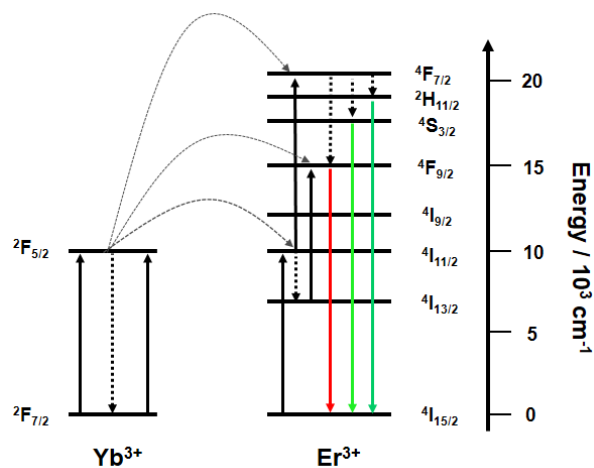 ⁴F₇/₂
²H₁₁/₂
⁴S₃/₂
⁴F₉/₂
⁴I₉/₂
²F₅/₂
⁴I₁₁/₂
⁴I₁₃/₂
²F₇/₂
⁴I₁₅/₂
Yb³⁺
Er³⁺
20
15
10
5
0
Energy / 10³ cm⁻¹